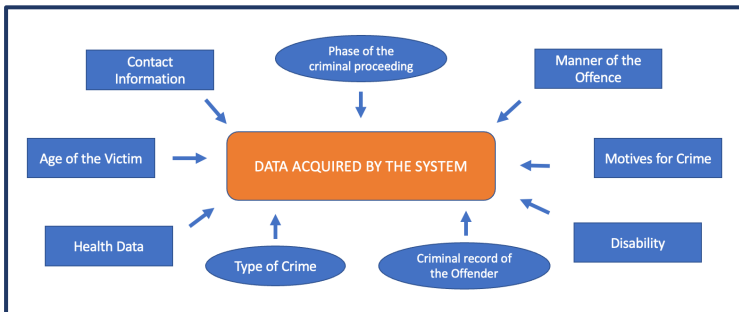 Phase of the
criminal proceeding
Contact
Information
Manner of the
Offence
Age of the Victim
DATA ACQUIRED BY THE SYSTEM
Motives for Crime
Health Data
Type of Crime
Criminal record of
the Offender
Disability